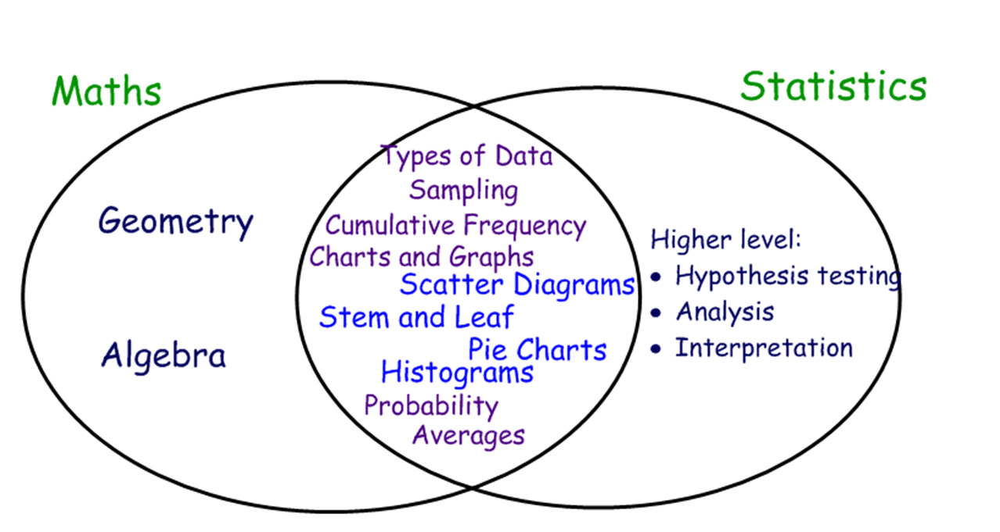 Maths
Statistics
Geometry
Algebra
Types of Data
Sampling
Cumulative Frequency
Charts and Graphs
Scatter Diagrams
Stem and Leaf
Pie Charts
Histograms
Probability
Averages
Higher level:
• Hypothesis testing
• Analysis
• Interpretation